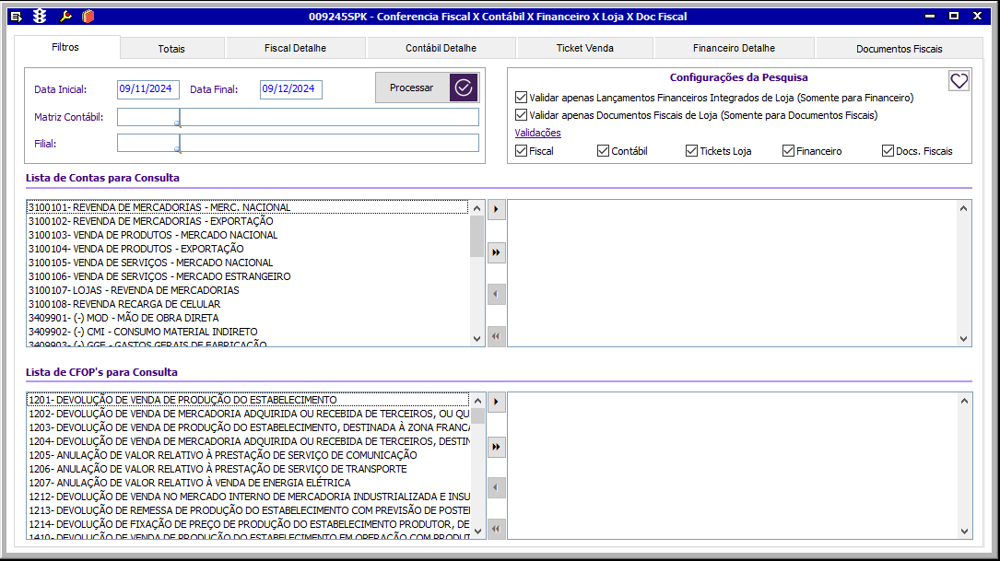 009245SPK - Conferencia Fiscal X Contábil X Financeiro X Loja X Doc Fiscal
Filtros Totais Fiscal Detalhe Contábil Detalhe Ticket Venda Financeiro Detalhe Documentos Fiscais
Data Inicial: 09/11/2024 Data Final: 09/12/2024 Processar
Matriz Contábil:
Filial:
Configurações da Pesquisa
Validar apenas Lançamentos Financeiros Integrados de Loja (Somente para Financeiro)
Validar apenas Documentos Fiscais de Loja (Somente para Documentos Fiscais)
Validações
Fiscal Contábil Tickets Loja Financeiro Docs. Fiscais
Lista de Contas para Consulta
3100101- REVENDA DE MERCADORIAS - MERC. NACIONAL
3100102- REVENDA DE MERCADORIAS - EXPORTAÇÃO
3100103- VENDA DE PRODUTOS - MERCADO NACIONAL
3100104- VENDA DE PRODUTOS - EXPORTAÇÃO
3100105- VENDA DE SERVIÇOS - MERCADO NACIONAL
3100106- VENDA DE SERVIÇOS - MERCADO ESTRANGEIRO
3100107- LOJAS - REVENDA DE MERCADORIAS
3100108- REVENDA RECARGA DE CELULAR
3409901- (-) MOD - MÃO DE OBRA DIRETA
3409902- (-) CMI - CONSUMO MATERIAL INDIRETO
3409903- (-) GGF - GASTOS GERAIS DE FABRICAÇÃO
Lista de CFOP's para Consulta
1201- DEVOLUÇÃO DE VENDA DE PRODUÇÃO DO ESTABELECIMENTO
1202- DEVOLUÇÃO DE VENDA DE MERCADORIA ADQUIRIDA OU RECEBIDA DE TERCEIROS, OU QU
1203- DEVOLUÇÃO DE VENDA DE PRODUÇÃO DO ESTABELECIMENTO, DESTINADA À ZONA FRANCA
1204- DEVOLUÇÃO DE VENDA DE MERCADORIA ADQUIRIDA OU RECEBIDA DE TERCEIROS, DESTIN
1205- ANULAÇÃO DE VALOR RELATIVO À PRESTAÇÃO DE SERVIÇO DE COMUNICAÇÃO
1206- ANULAÇÃO DE VALOR RELATIVO À PRESTAÇÃO DE SERVIÇO DE TRANSPORTE
1207- ANULAÇÃO DE VALOR RELATIVO À VENDA DE ENERGIA ELÉTRICA
1212- DEVOLUÇÃO DE VENDA NO MERCADO INTERNO DE MERCADORIA INDUSTRIALIZADA E INSU
1213- DEVOLUÇÃO DE REMESSA DE PRODUÇÃO DO ESTABELECIMENTO COM PREVISÃO DE POSTE
1214- DEVOLUÇÃO DE FIXAÇÃO DE PREÇO DE PRODUÇÃO DO ESTABELECIMENTO PRODUTOR, DE
1410- DEVOLUÇÃO DE VENDA DE PRODUÇÃO DO ESTABELECIMENTO EM OPERAÇÃO COM PRODUT